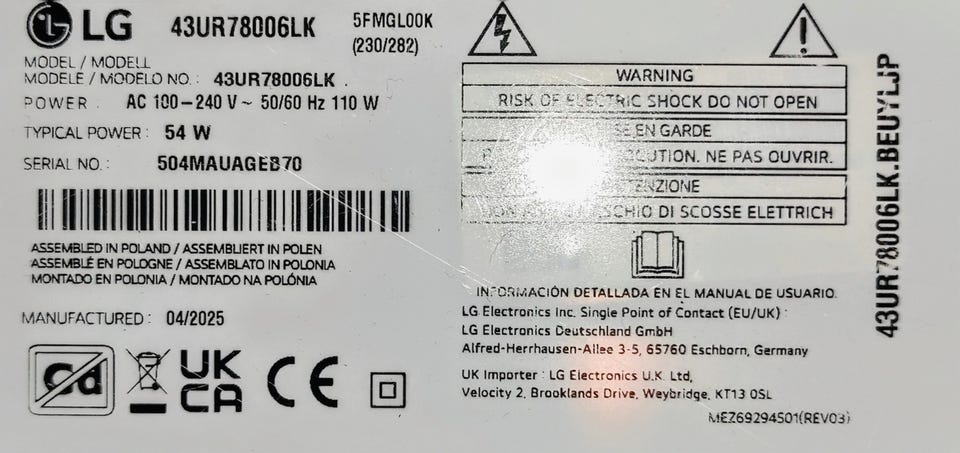 LG 43UR78006LK 5FMGL00K
(230/282)
MODEL / MODELL
MODÈLE / MODELO NO. : 43UR78006LK .
POWER : AC 100-240 V ~ 50/60 Hz 110 W
TYPICAL POWER : 54 W
SERIAL NO. : 504MAUAGEB70
ASSEMBLED IN POLAND / ASSEMBLIERT IN POLEN
ASSEMBLÉ EN POLOGNE / ASSEMBLATO IN POLONIA
MONTADO EN POLONIA / MONTADO NA POLÓNIA
MANUFACTURED : 04/2025
Cd
UK
CA
CE
WARNING
RISK OF ELECTRIC SHOCK DO NOT OPEN
EN GARDE
NE PAS OUVRIR.
DI SCOSSE ELETTRICH
INFORMACIÓN DETALLADA EN EL MANUAL DE USUARIO.
LG Electronics Inc. Single Point of Contact (EU/UK) :
LG Electronics Deutschland GmbH
Alfred-Herrhausen-Allee 3-5, 65760 Eschborn, Germany
UK Importer : LG Electronics U.K. Ltd,
Velocity 2, Brooklands Drive, Weybridge, KT13 0SL
MEZ69294501(REV03)
43UR78006LK.BEUYLJP